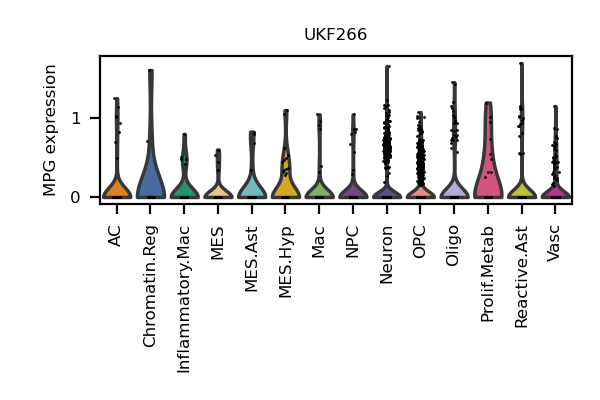 UKF266
MPG expression
1
0
AC
Chromatin.Reg
Inflammatory.Mac
MES
MES.Ast
MES.Hyp
Mac
NPC
Neuron
OPC
Oligo
Prolif.Metab
Reactive.Ast
Vasc